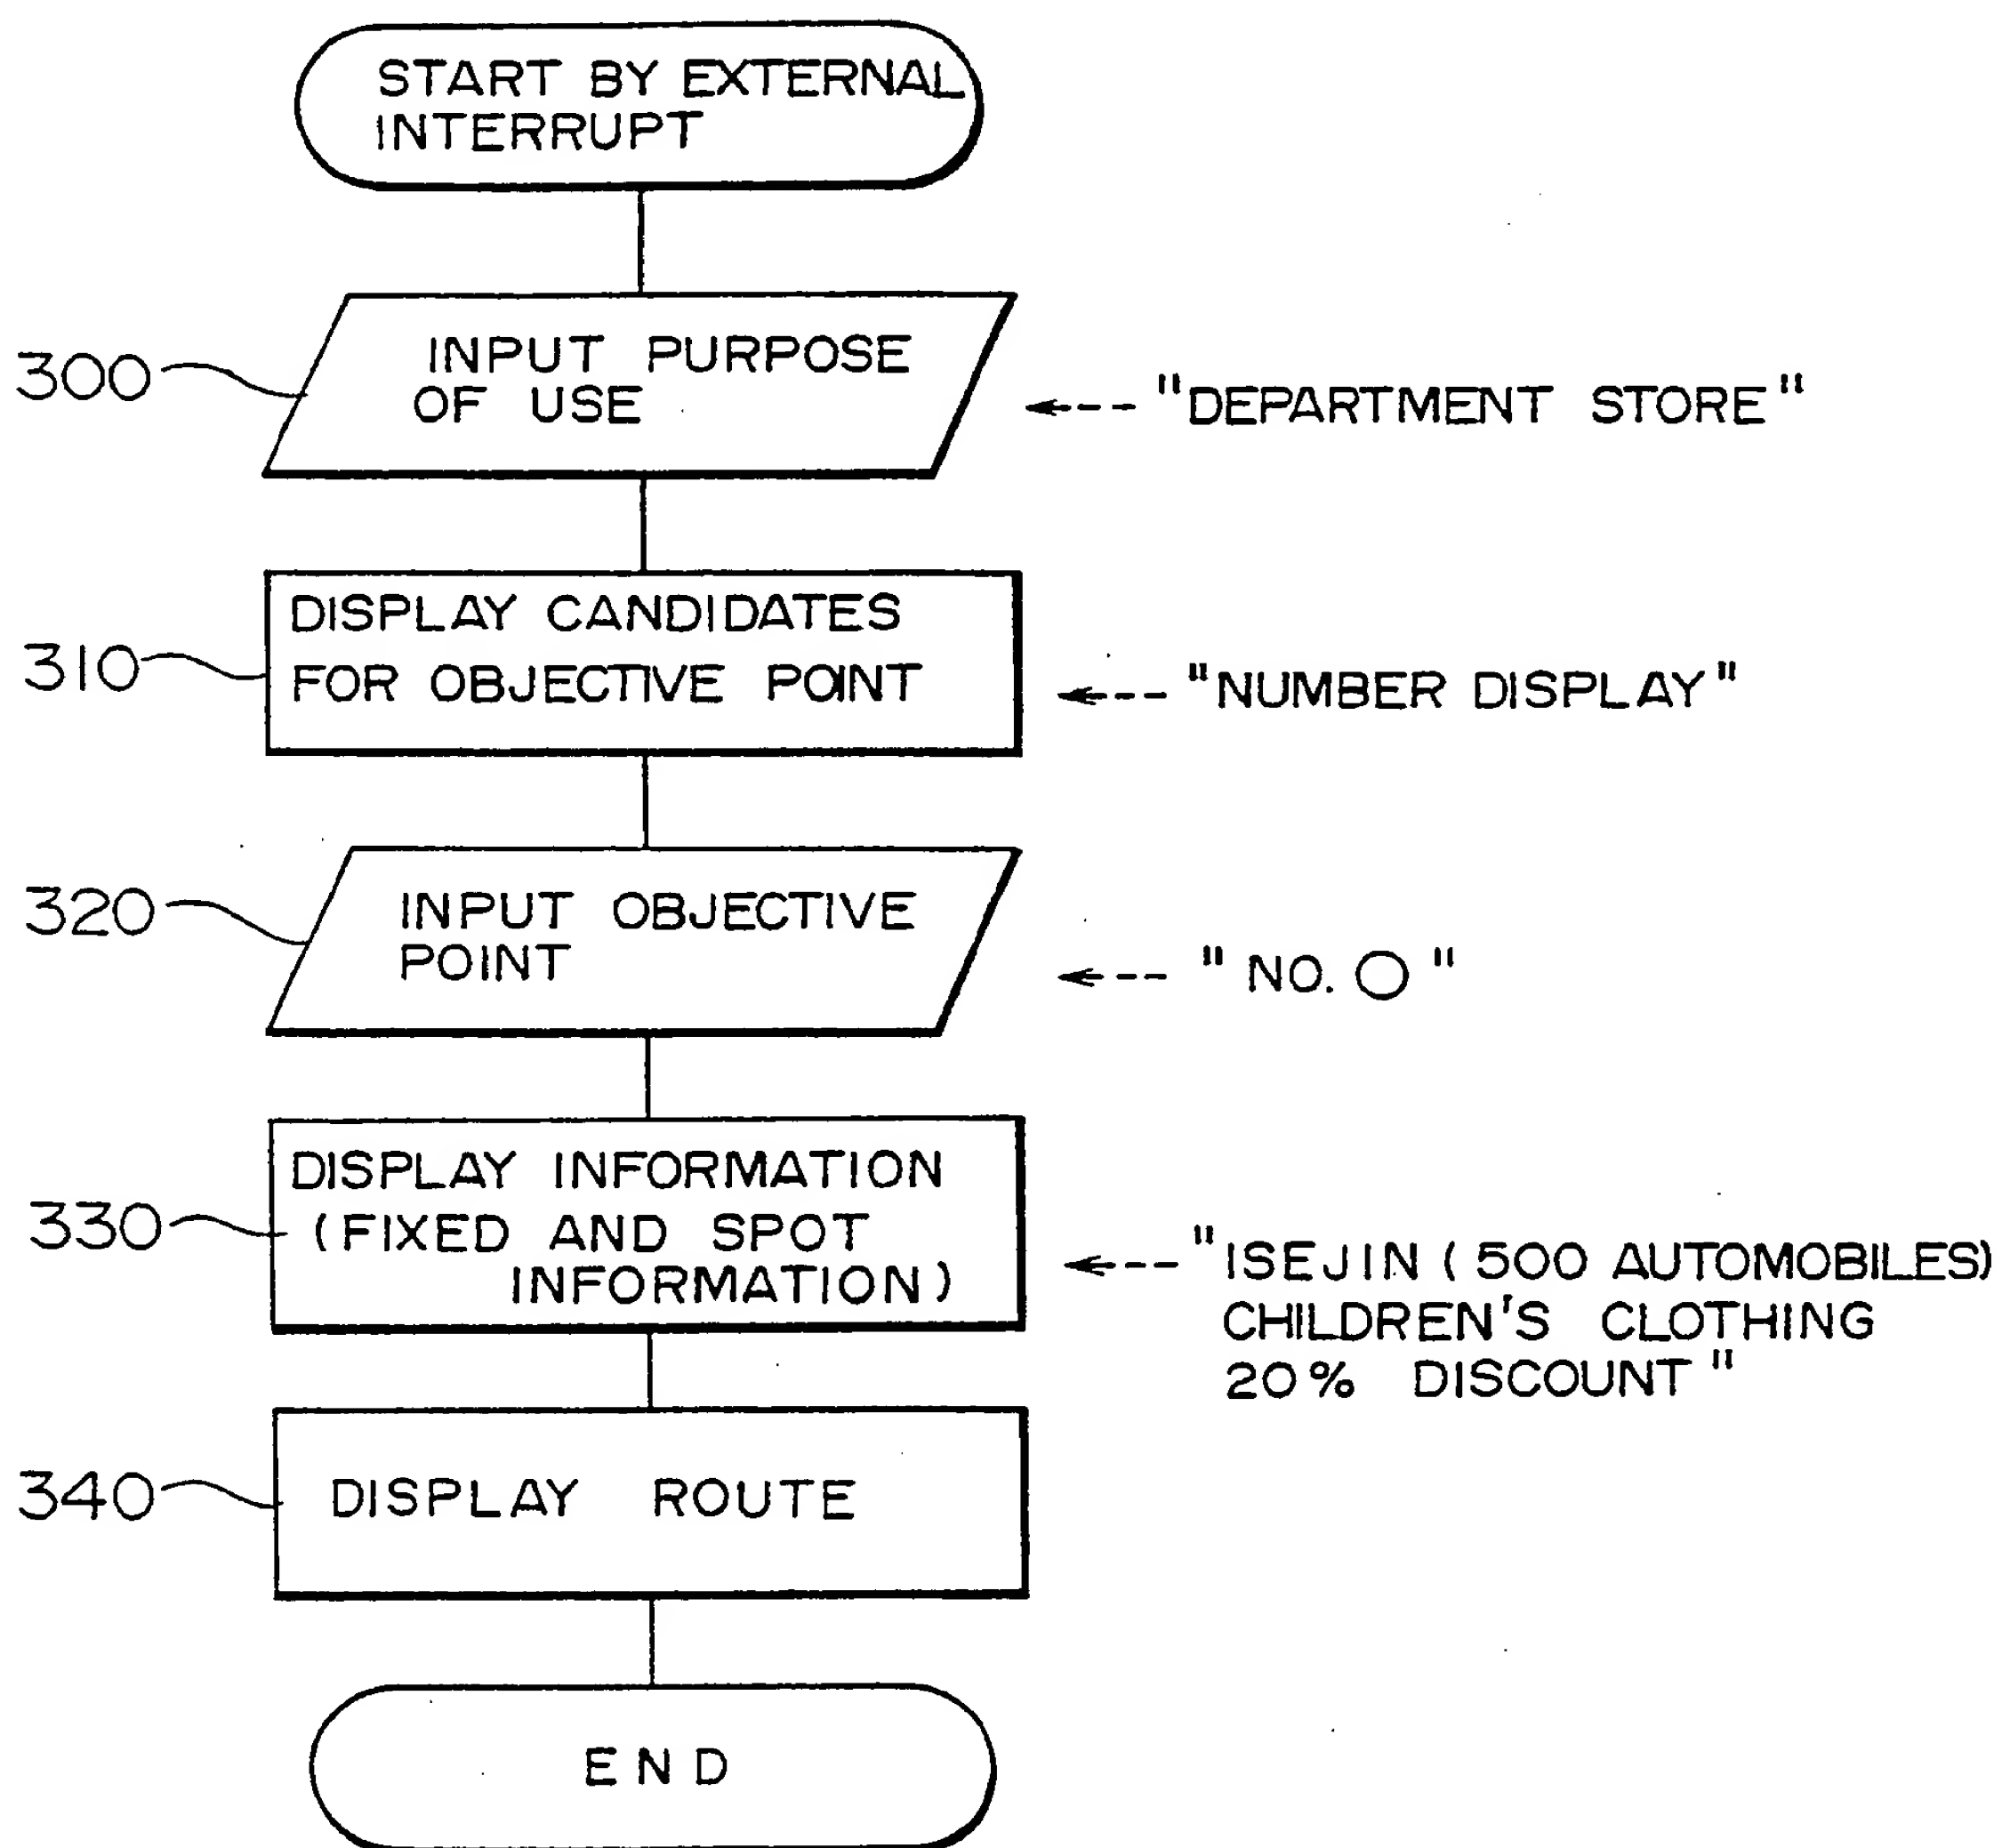 START BY EXTERNAL
INTERRUPT
300
INPUT PURPOSE
OF USE
"DEPARTMENT STORE"
310
DISPLAY CANDIDATES
FOR OBJECTIVE POINT
"NUMBER DISPLAY"
320
INPUT OBJECTIVE
POINT
"NO. ○"
330
DISPLAY INFORMATION
(FIXED AND SPOT
INFORMATION)
"ISEJIN (500 AUTOMOBILES)
CHILDREN'S CLOTHING
20% DISCOUNT"
340
DISPLAY ROUTE
END